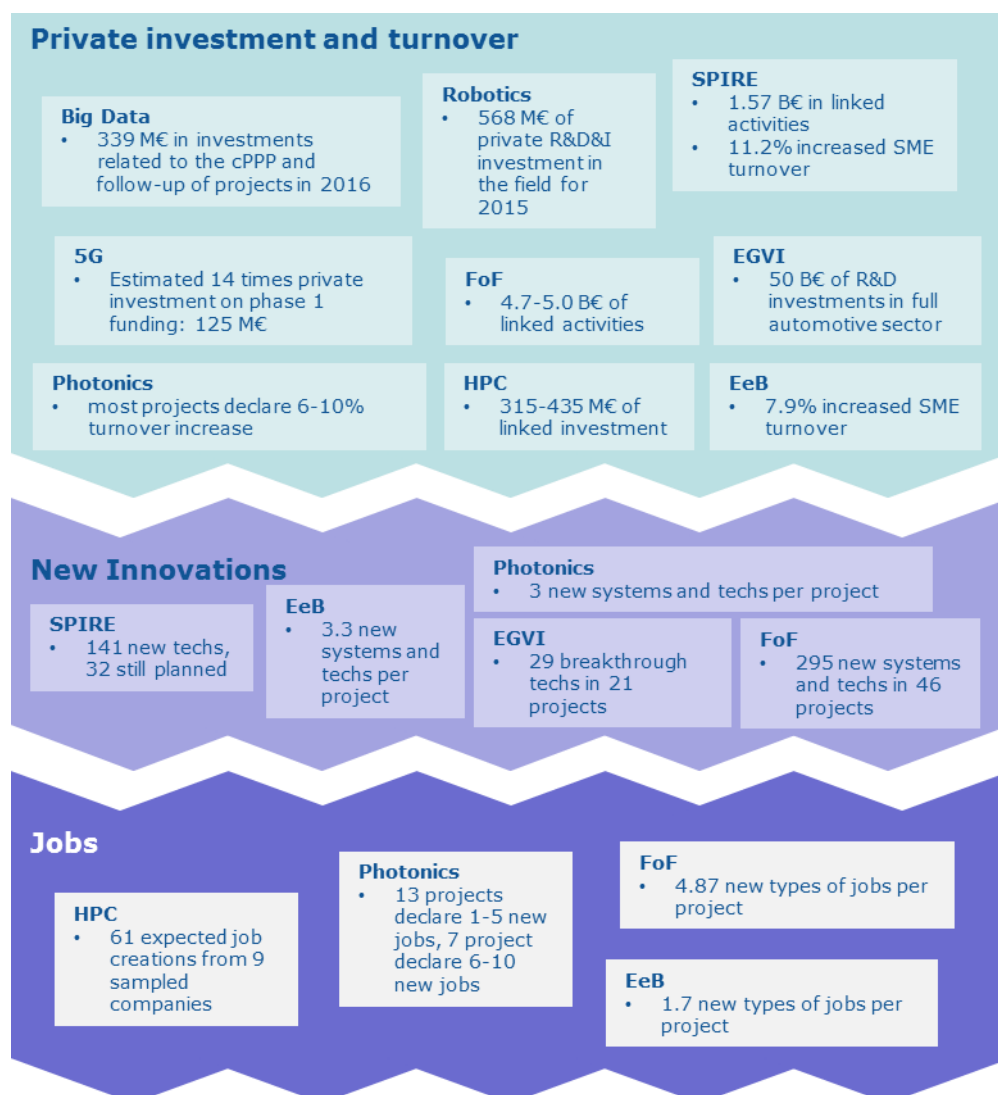 Private investment and turnover
Big Data
• 339 M€ in investments
related to the cPPP and
follow-up of projects in 2016
Robotics
• 568 M€ of
private R&D&I
investment in
the field for
2015
SPIRE
• 1.57 B€ in linked
activities
• 11.2% increased SME
turnover
5G
• Estimated 14 times private
investment on phase 1
funding: 125 M€
FoF
• 4.7-5.0 B€ of
linked activities
EGVI
• 50 B€ of R&D
investments in full
automotive sector
Photonics
• most projects declare 6-10%
turnover increase
HPC
• 315-435 M€ of
linked investment
EeB
• 7.9% increased SME
turnover
New Innovations
SPIRE
• 141 new techs,
32 still planned
EeB
• 3.3 new
systems and
techs per
project
Photonics
• 3 new systems and techs per project
EGVI
• 29 breakthrough
techs in 21
projects
FoF
• 295 new systems
and techs in 46
projects
Jobs
HPC
• 61 expected job
creations from 9
sampled
companies
Photonics
• 13 projects
declare 1-5 new
jobs, 7 project
declare 6-10
new jobs
FoF
• 4.87 new types of jobs per
project
EeB
• 1.7 new types of jobs per
project